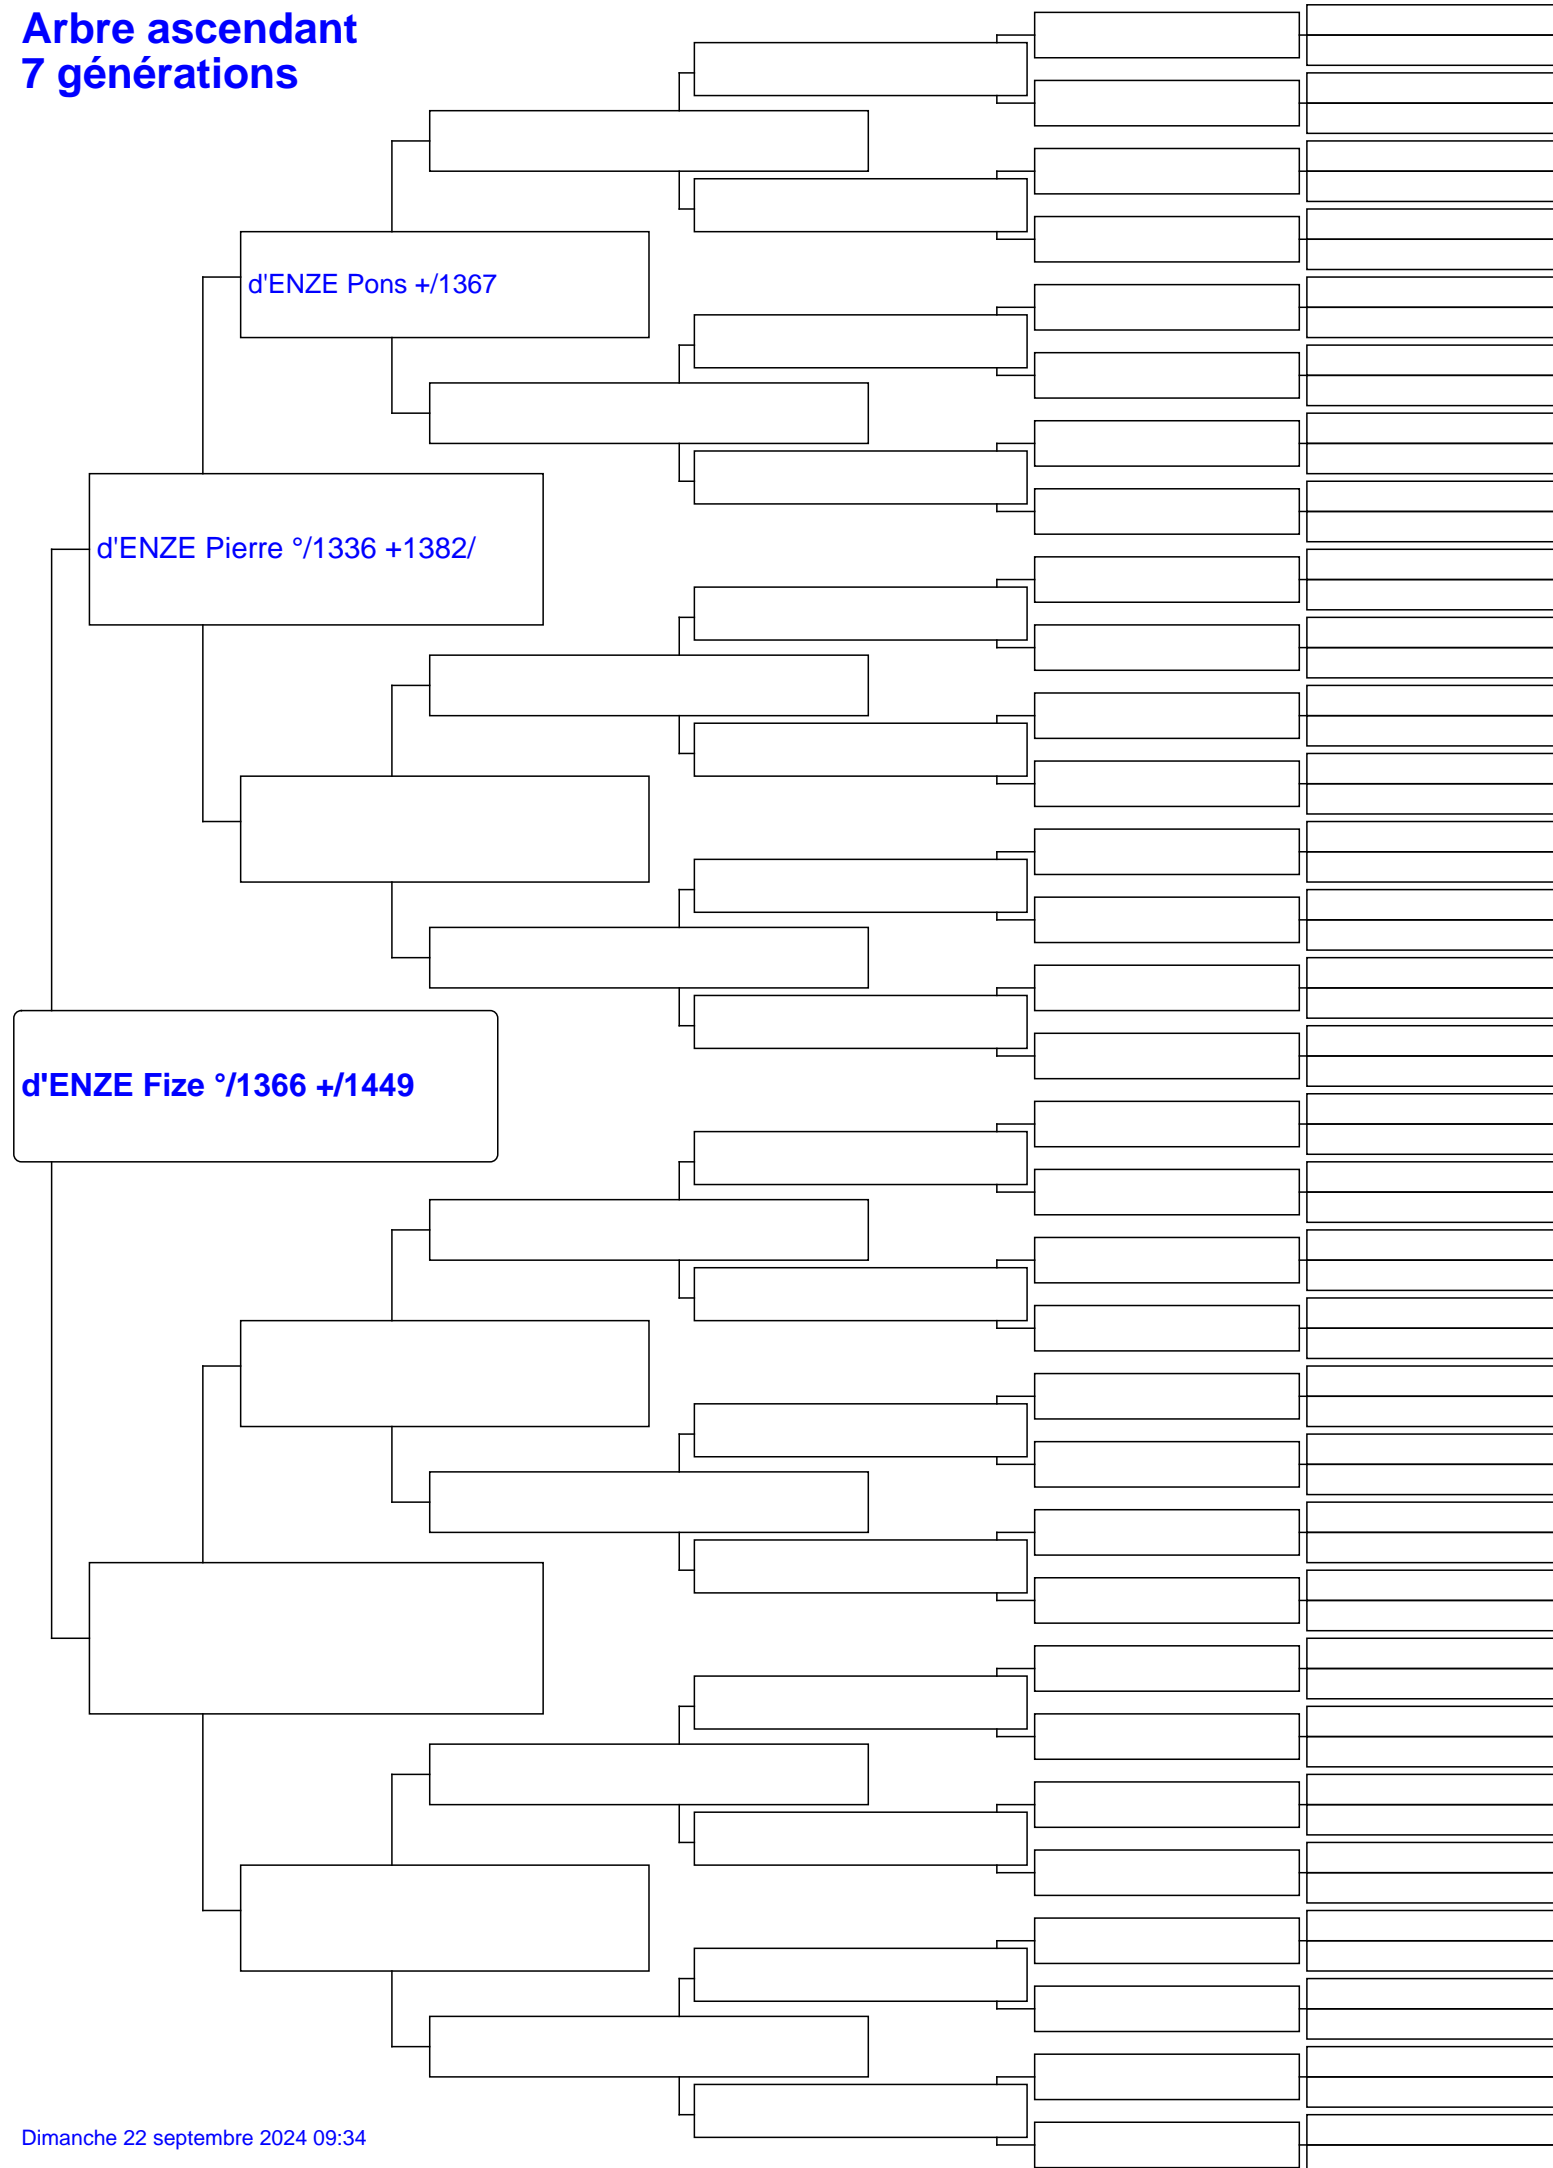 Arbre ascendant
7 générations
d'ENZE Pons +/1367
d'ENZE Pierre °/1336 +1382/
d'ENZE Fize °/1366 +/1449
Dimanche 22 septembre 2024 09:34